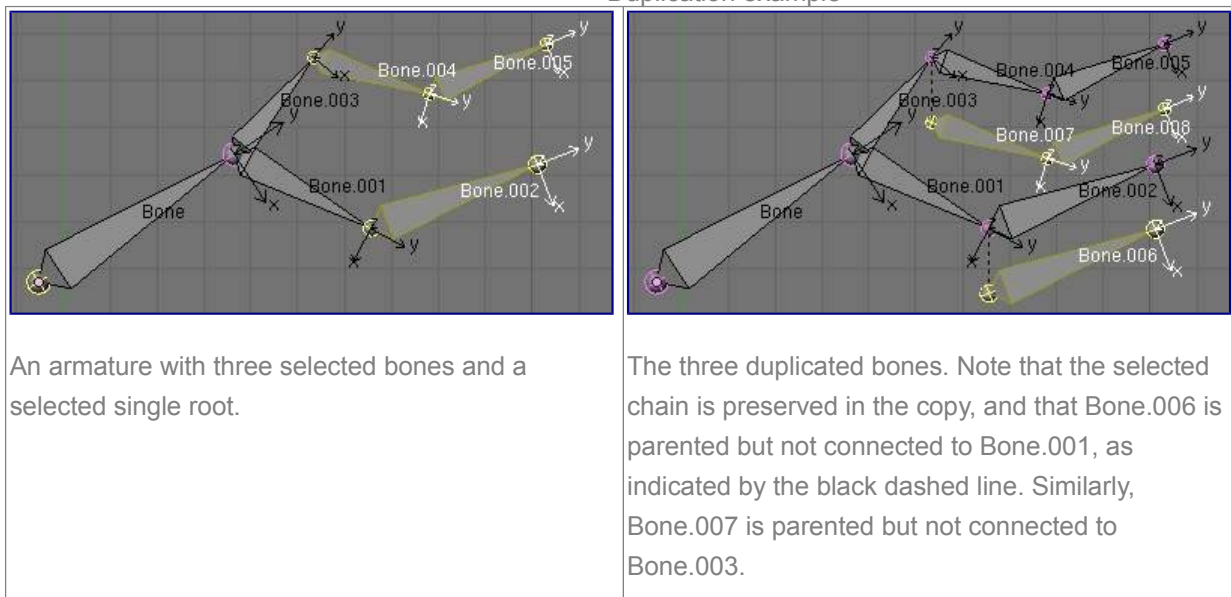 Duplication example
Bone.004
Bone.005
Bone.003
Bone.001
Bone.002
Bone
y
y
x
x
y
x
y
y
x
x
y
x
Bone.004
Bone.005
Bone.003
Bone.007
Bone.008
Bone.001
Bone.002
Bone
Bone.006
y
y
x
x
x
y
y
x
y
x
y
x
y
x
y
x
An armature with three selected bones and a
selected single root.
The three duplicated bones. Note that the selected
chain is preserved in the copy, and that Bone.006 is
parented but not connected to Bone.001, as
indicated by the black dashed line. Similarly,
Bone.007 is parented but not connected to
Bone.003.